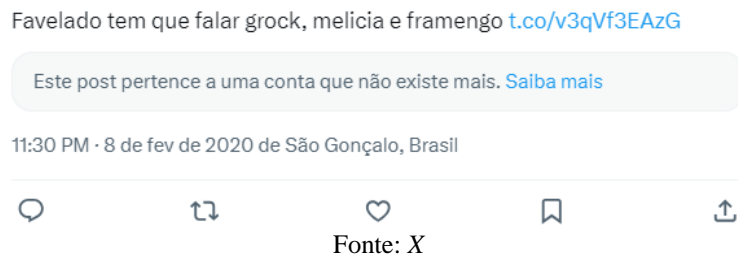 Favelado tem que falar grock, melicia e framengo t.co/v3qVf3EAzG
Este post pertence a uma conta que não existe mais. Saiba mais
11:30 PM · 8 de fev de 2020 de São Gonçalo, Brasil
Fonte: X